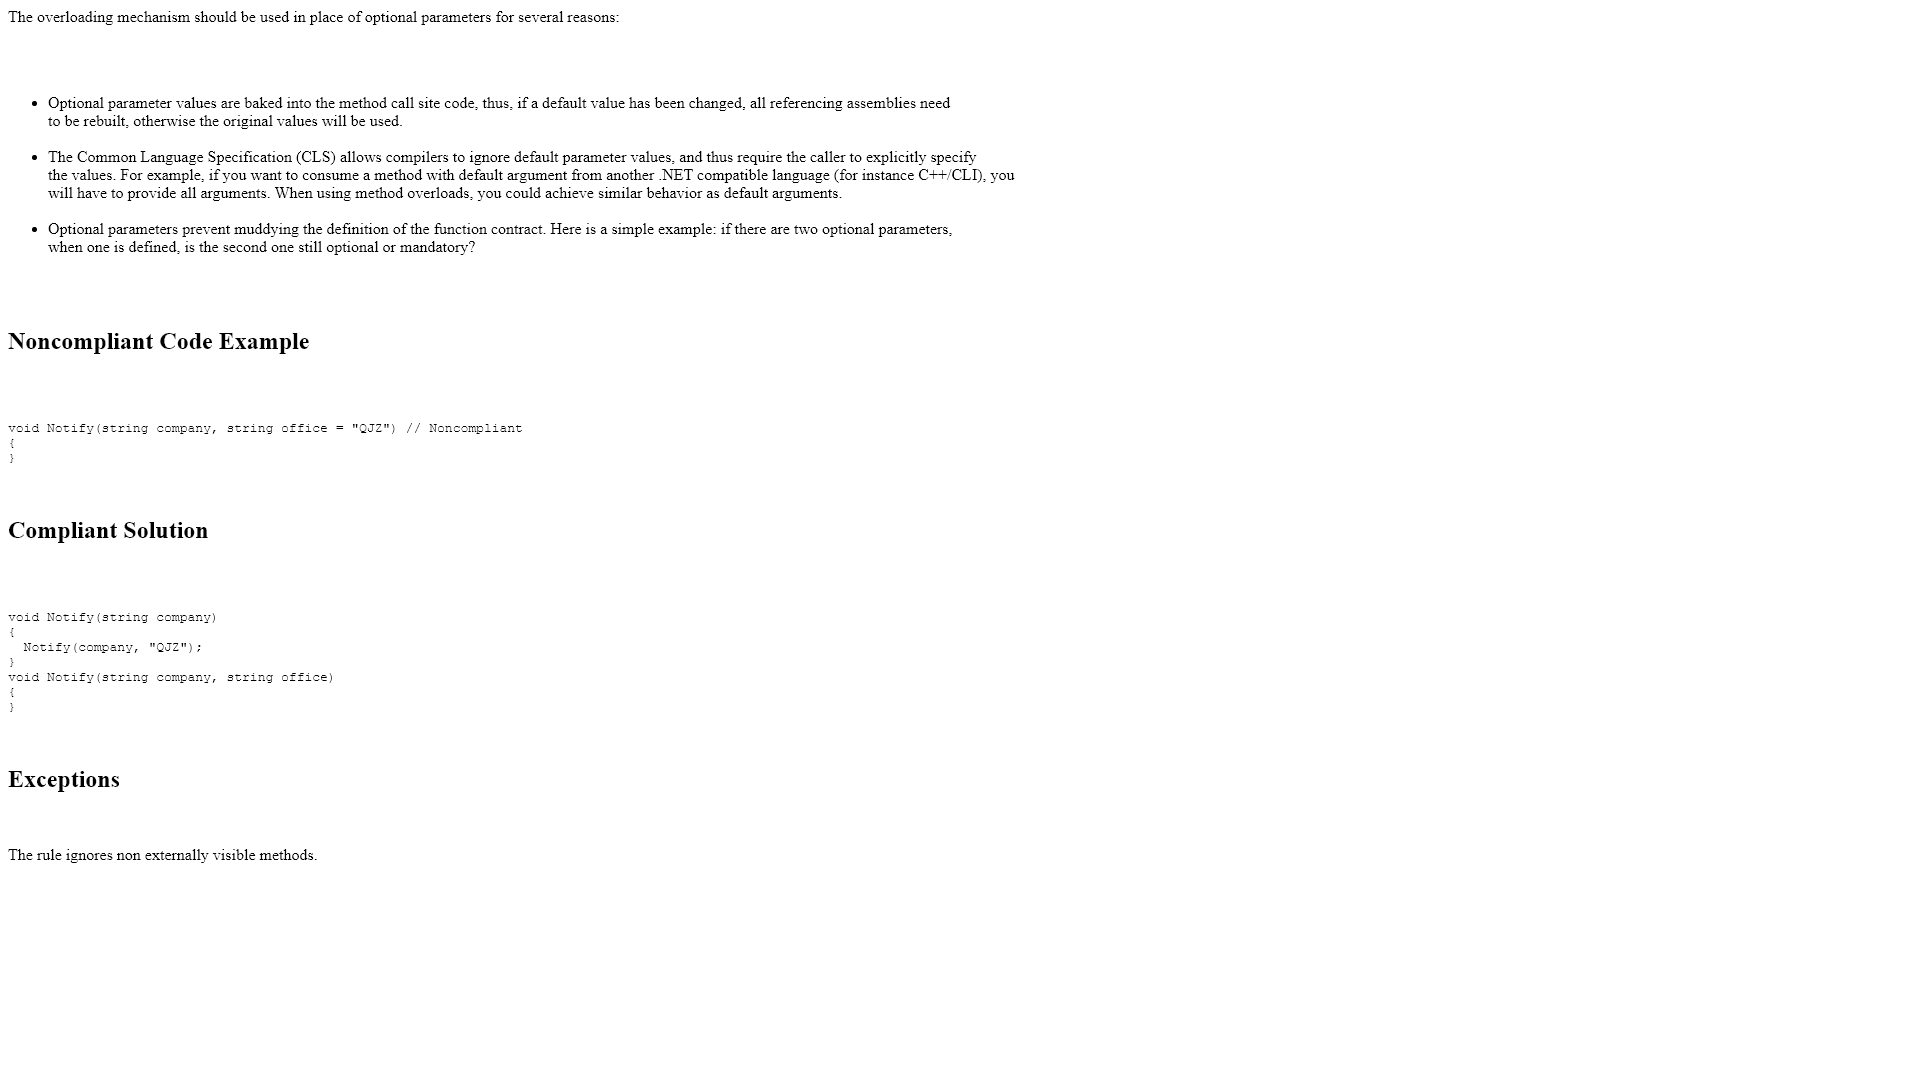 The overloading mechanism should be used in place of optional parameters for several reasons:
• Optional parameter values are baked into the method call site code, thus, if a default value has been changed, all referencing assemblies need
to be rebuilt, otherwise the original values will be used.
• The Common Language Specification (CLS) allows compilers to ignore default parameter values, and thus require the caller to explicitly specify
the values. For example, if you want to consume a method with default argument from another .NET compatible language (for instance C++/CLI), you
will have to provide all arguments. When using method overloads, you could achieve similar behavior as default arguments.
• Optional parameters prevent muddying the definition of the function contract. Here is a simple example: if there are two optional parameters,
when one is defined, is the second one still optional or mandatory?
Noncompliant Code Example
void Notify(string company, string office = "QJZ") // Noncompliant
{
}
Compliant Solution
void Notify(string company)
{
  Notify(company, "QJZ");
}
void Notify(string company, string office)
{
}
Exceptions
The rule ignores non externally visible methods.